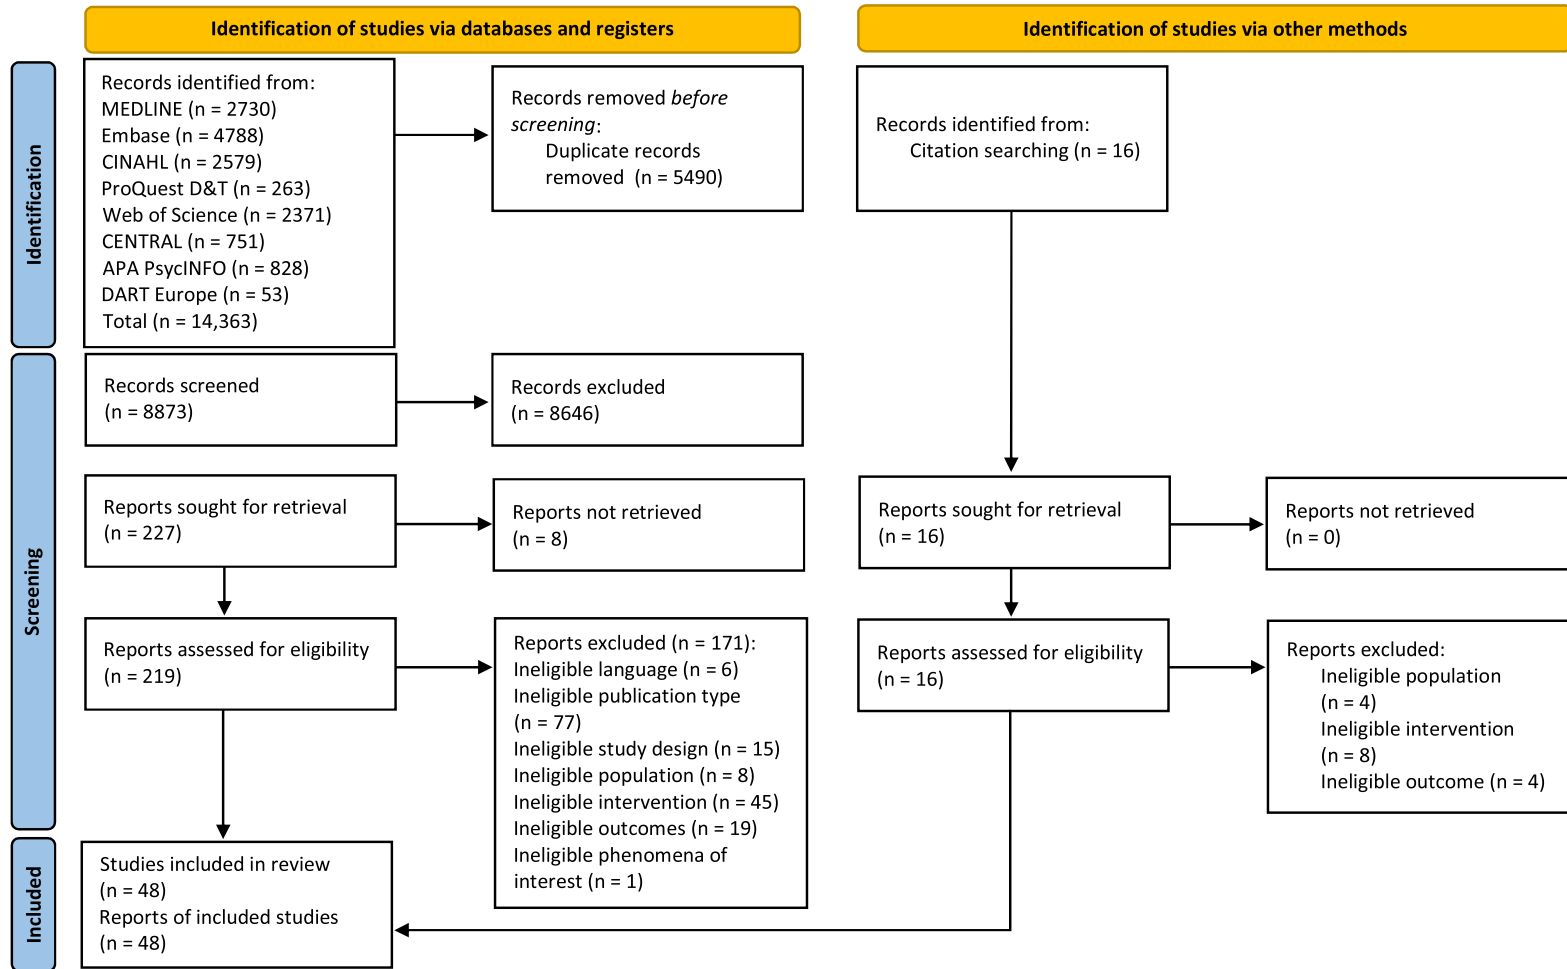 Identification of studies via databases and registers
Identification of studies via other methods
Identification
Records identified from:
MEDLINE (n = 2730)
Embase (n = 4788)
CINAHL (n = 2579)
ProQuest D&T (n = 263)
Web of Science (n = 2371)
CENTRAL (n = 751)
APA PsycINFO (n = 828)
DART Europe (n = 53)
Total (n = 14,363)
Records removed before
screening:
Duplicate records
removed (n = 5490)
Records identified from:
Citation searching (n = 16)
Screening
Records screened
(n = 8873)
Records excluded
(n = 8646)
Reports sought for retrieval
(n = 227)
Reports not retrieved
(n = 8)
Reports sought for retrieval
(n = 16)
Reports not retrieved
(n = 0)
Reports assessed for eligibility
(n = 219)
Reports excluded (n = 171):
Ineligible language (n = 6)
Ineligible publication type
(n = 77)
Ineligible study design (n = 15)
Ineligible population (n = 8)
Ineligible intervention (n = 45)
Ineligible outcomes (n = 19)
Ineligible phenomena of
interest (n = 1)
Reports assessed for eligibility
(n = 16)
Reports excluded:
Ineligible population
(n = 4)
Ineligible intervention
(n = 8)
Ineligible outcome (n = 4)
Included
Studies included in review
(n = 48)
Reports of included studies
(n = 48)